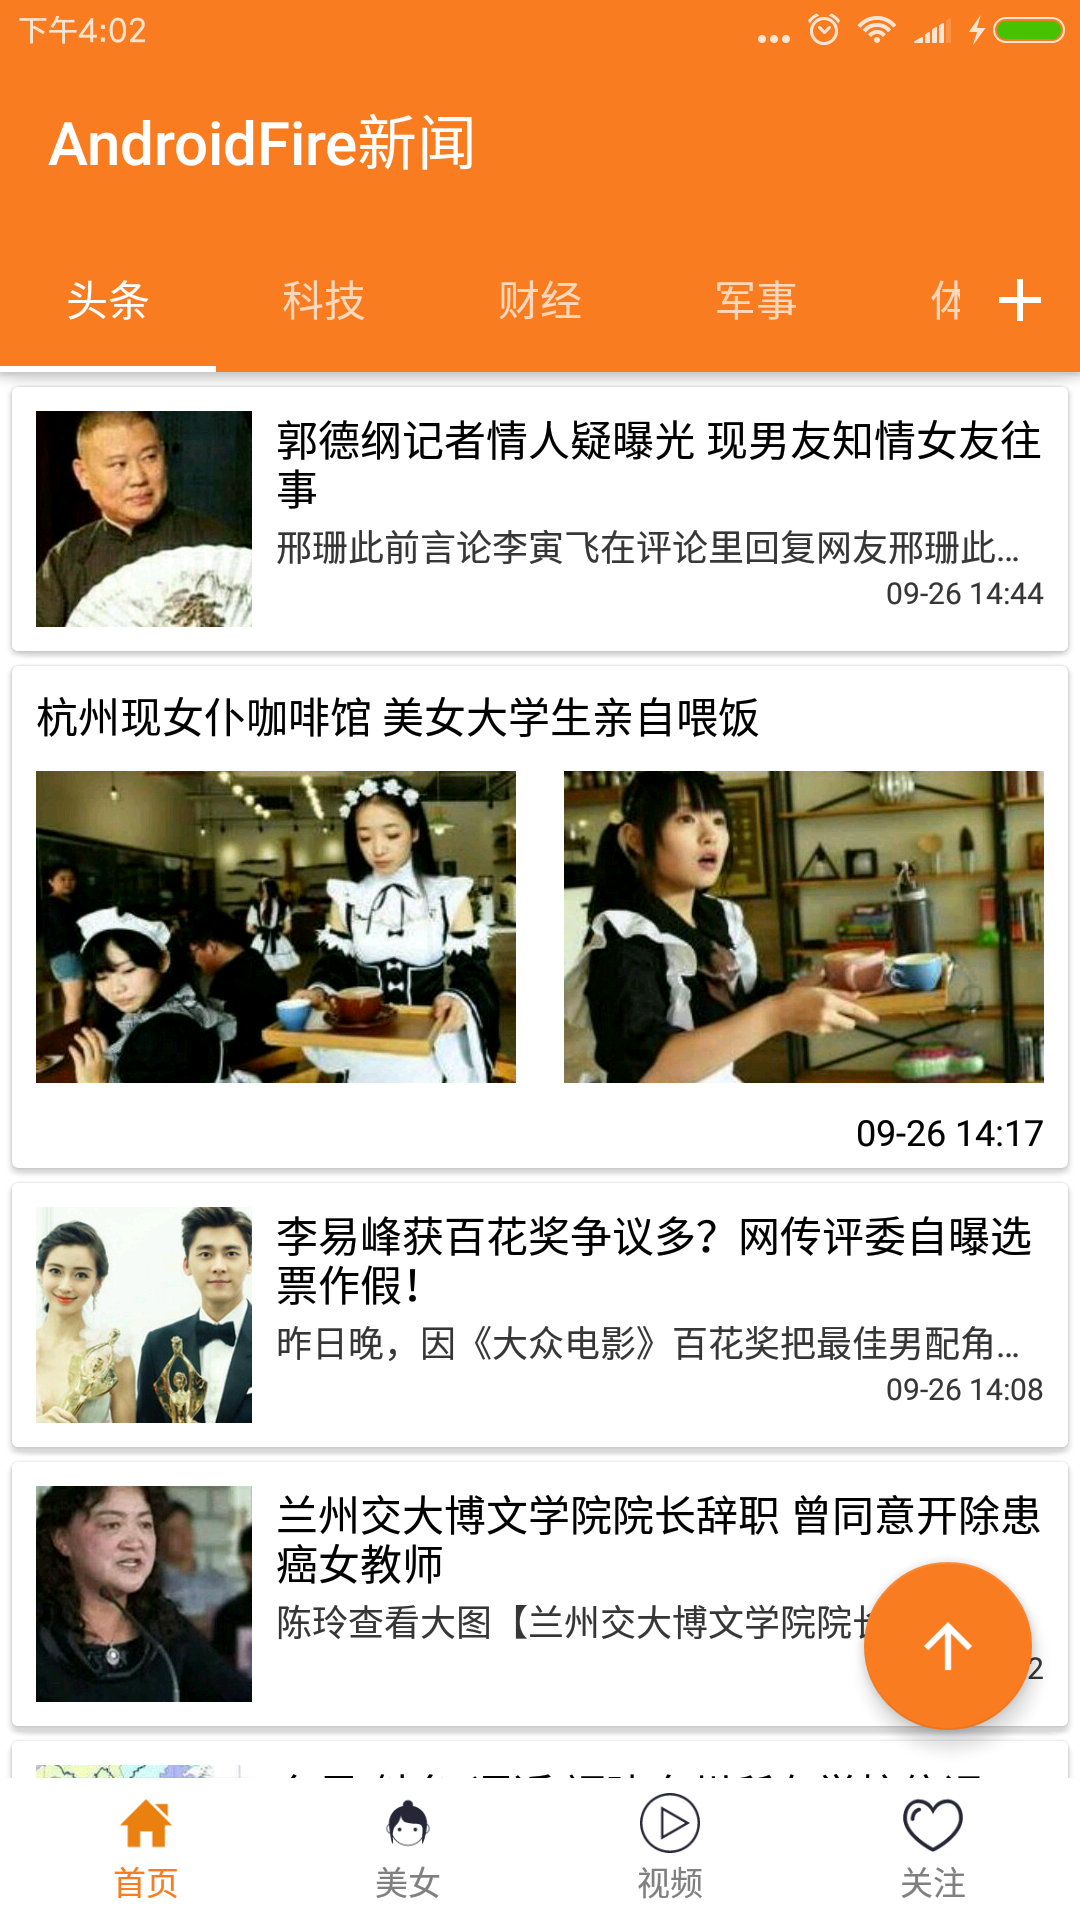 下午4:02
AndroidFire新闻
头条 科技 财经 军事
郭德纲记者情人疑曝光 现男友知情女友往
事
邢珊此前言论李寅飞在评论里回复网友邢珊此...
09-26 14:44
杭州现女仆咖啡馆 美女大学生亲自喂饭
09-26 14:17
李易峰获百花奖争议多？网传评委自曝选
票作假！
昨日晚，因《大众电影》百花奖把最佳男配角...
09-26 14:08
兰州交大博文学院院长辞职 曾同意开除患
癌女教师
陈玲查看大图【兰州交大博文学院院长
2
首页 美女 视频 关注